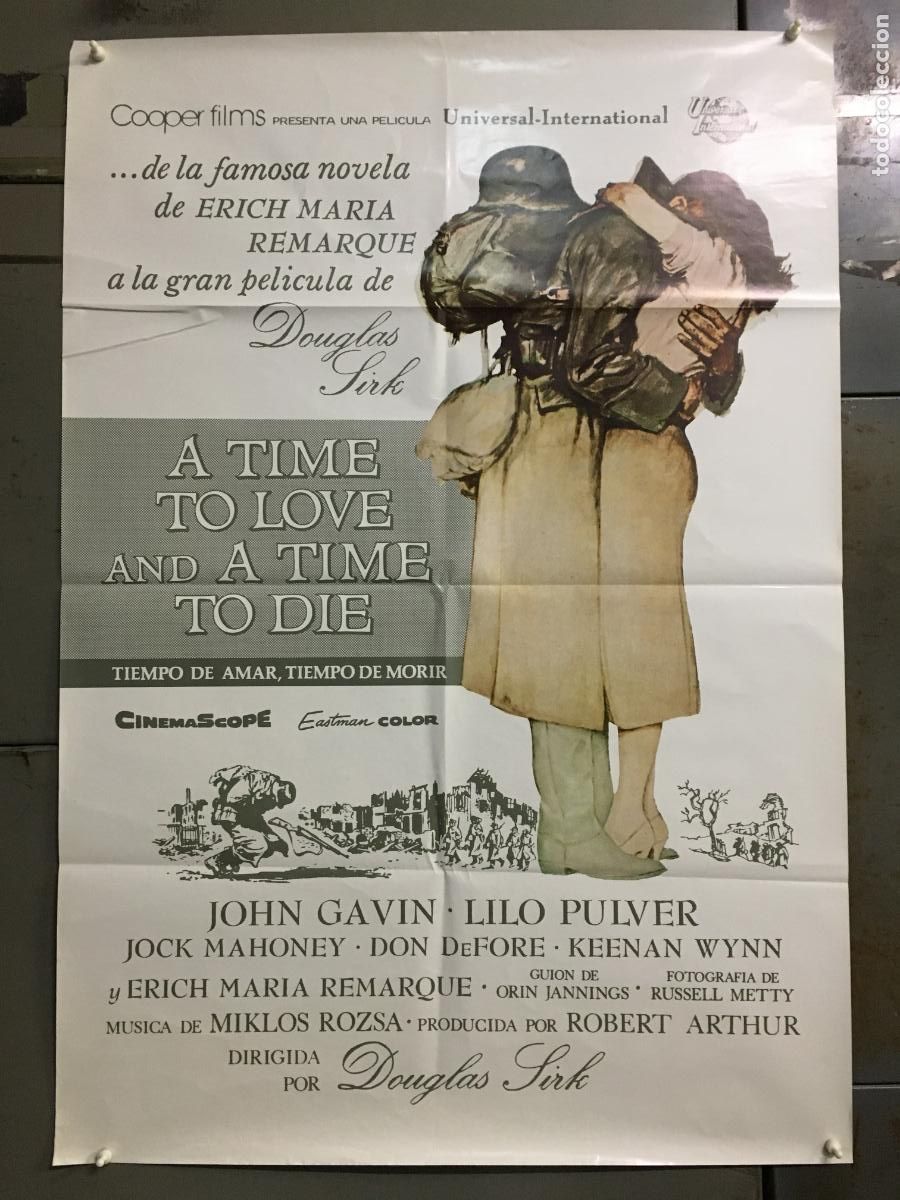 Cooper films PRESENTA UNA PELICULA Universal-International
Universal International
...de la famosa novela
de ERICH MARIA
REMARQUE
a la gran pelicula de
Douglas
Sirk
A TIME
TO LOVE
AND A TIME
TO DIE
TIEMPO DE AMAR, TIEMPO DE MORIR
CINEMASCOPE Eastman COLOR
JOHN GAVIN · LILO PULVER
JOCK MAHONEY · DON DeFORE · KEENAN WYNN
y ERICH MARIA REMARQUE · GUION DE ORIN JANNINGS · FOTOGRAFIA DE RUSSELL METTY
MUSICA DE MIKLOS ROZSA · PRODUCIDA POR ROBERT ARTHUR
DIRIGIDA
POR Douglas Sirk
todocoleccion